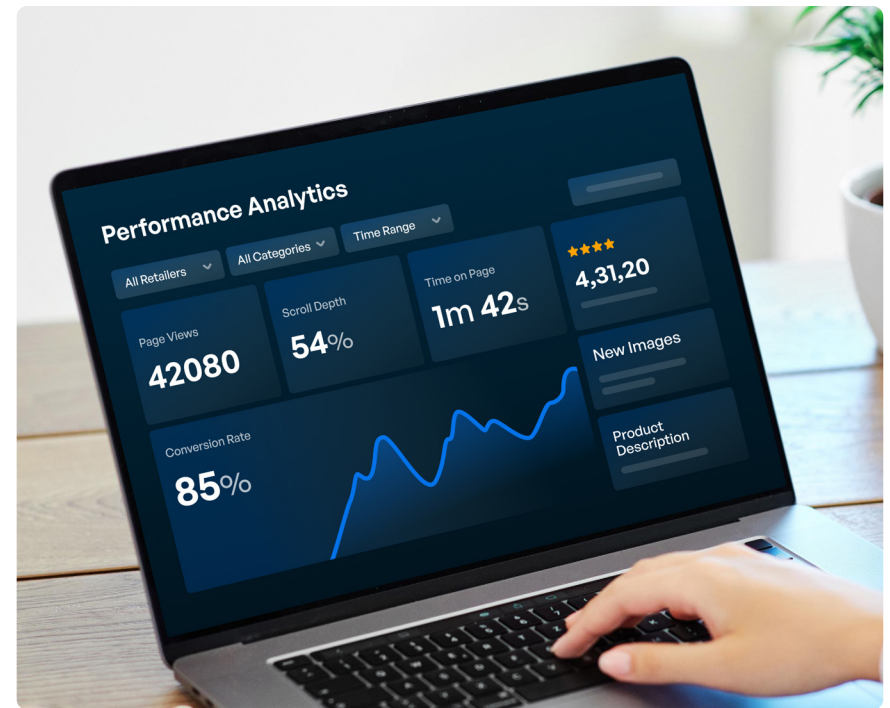 Performance Analytics
All Retailers
All Categories
Time Range
Page Views
42080
Scroll Depth
54%
Time on Page
1m 42s
4,31,20
New Images
Product
Description
Conversion Rate
85%